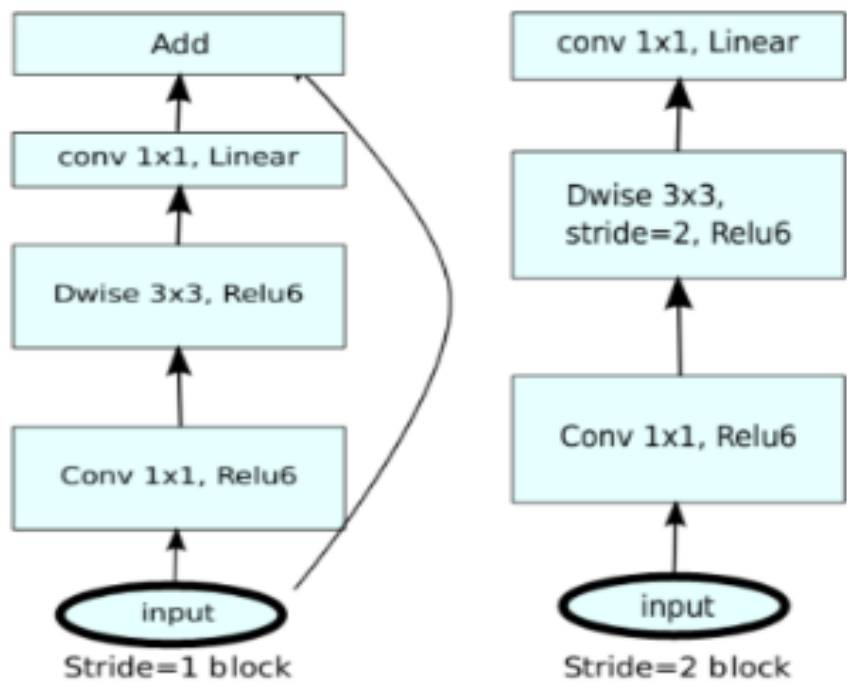 Add
conv 1x1, Linear
Dwise 3x3, Relu6
Conv 1x1, Relu6
input
Stride=1 block
conv 1x1, Linear
Dwise 3x3,
stride=2, Relu6
Conv 1x1, Relu6
input
Stride=2 block